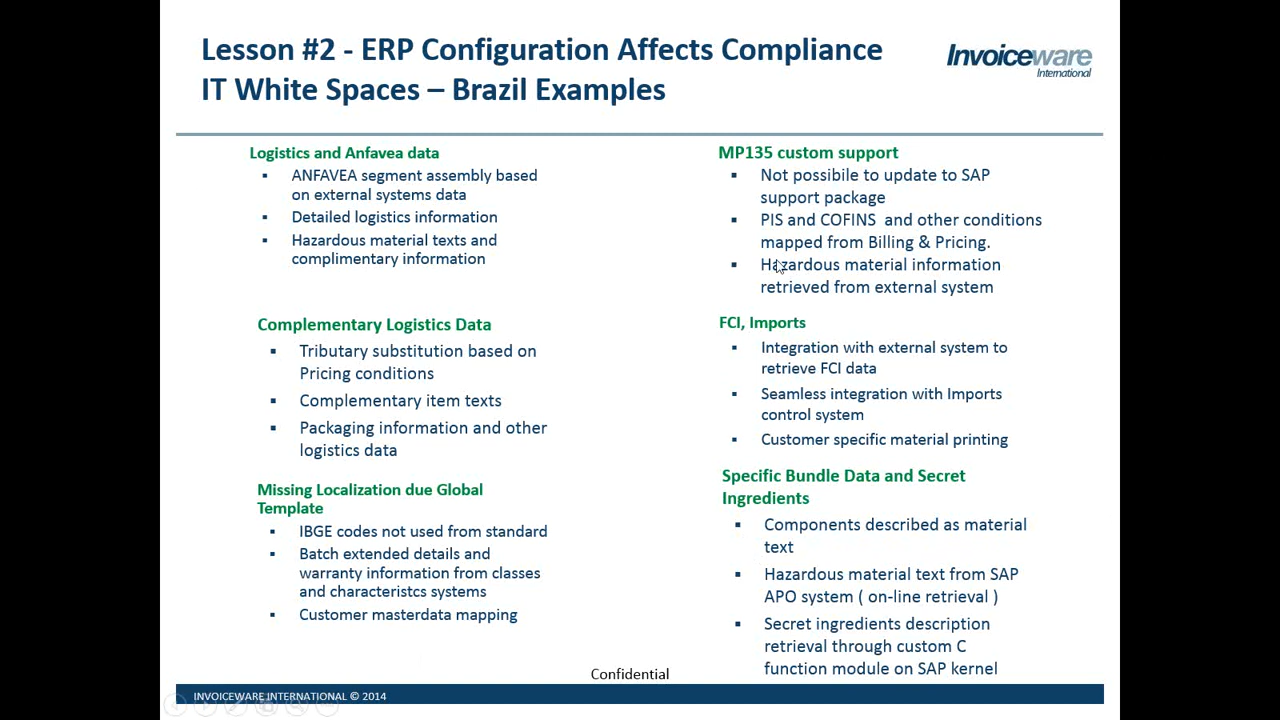 Lesson #2 - ERP Configuration Affects Compliance
IT White Spaces – Brazil Examples
Invoiceware
International
Logistics and Anfavea data
▪ ANFAVEA segment assembly based
on external systems data
▪ Detailed logistics information
▪ Hazardous material texts and
complimentary information
Complementary Logistics Data
▪ Tributary substitution based on
Pricing conditions
▪ Complementary item texts
▪ Packaging information and other
logistics data
Missing Localization due Global
Template
▪ IBGE codes not used from standard
▪ Batch extended details and
warranty information from classes
and characteristcs systems
▪ Customer masterdata mapping
MP135 custom support
▪ Not possibile to update to SAP
support package
▪ PIS and COFINS and other conditions
mapped from Billing & Pricing.
▪ Hazardous material information
retrieved from external system
FCI, Imports
▪ Integration with external system to
retrieve FCI data
▪ Seamless integration with Imports
control system
▪ Customer specific material printing
Specific Bundle Data and Secret
Ingredients
▪ Components described as material
text
▪ Hazardous material text from SAP
APO system ( on-line retrieval )
▪ Secret ingredients description
retrieval through custom C
function module on SAP kernel
Confidential
INVOICEWARE INTERNATIONAL © 2014